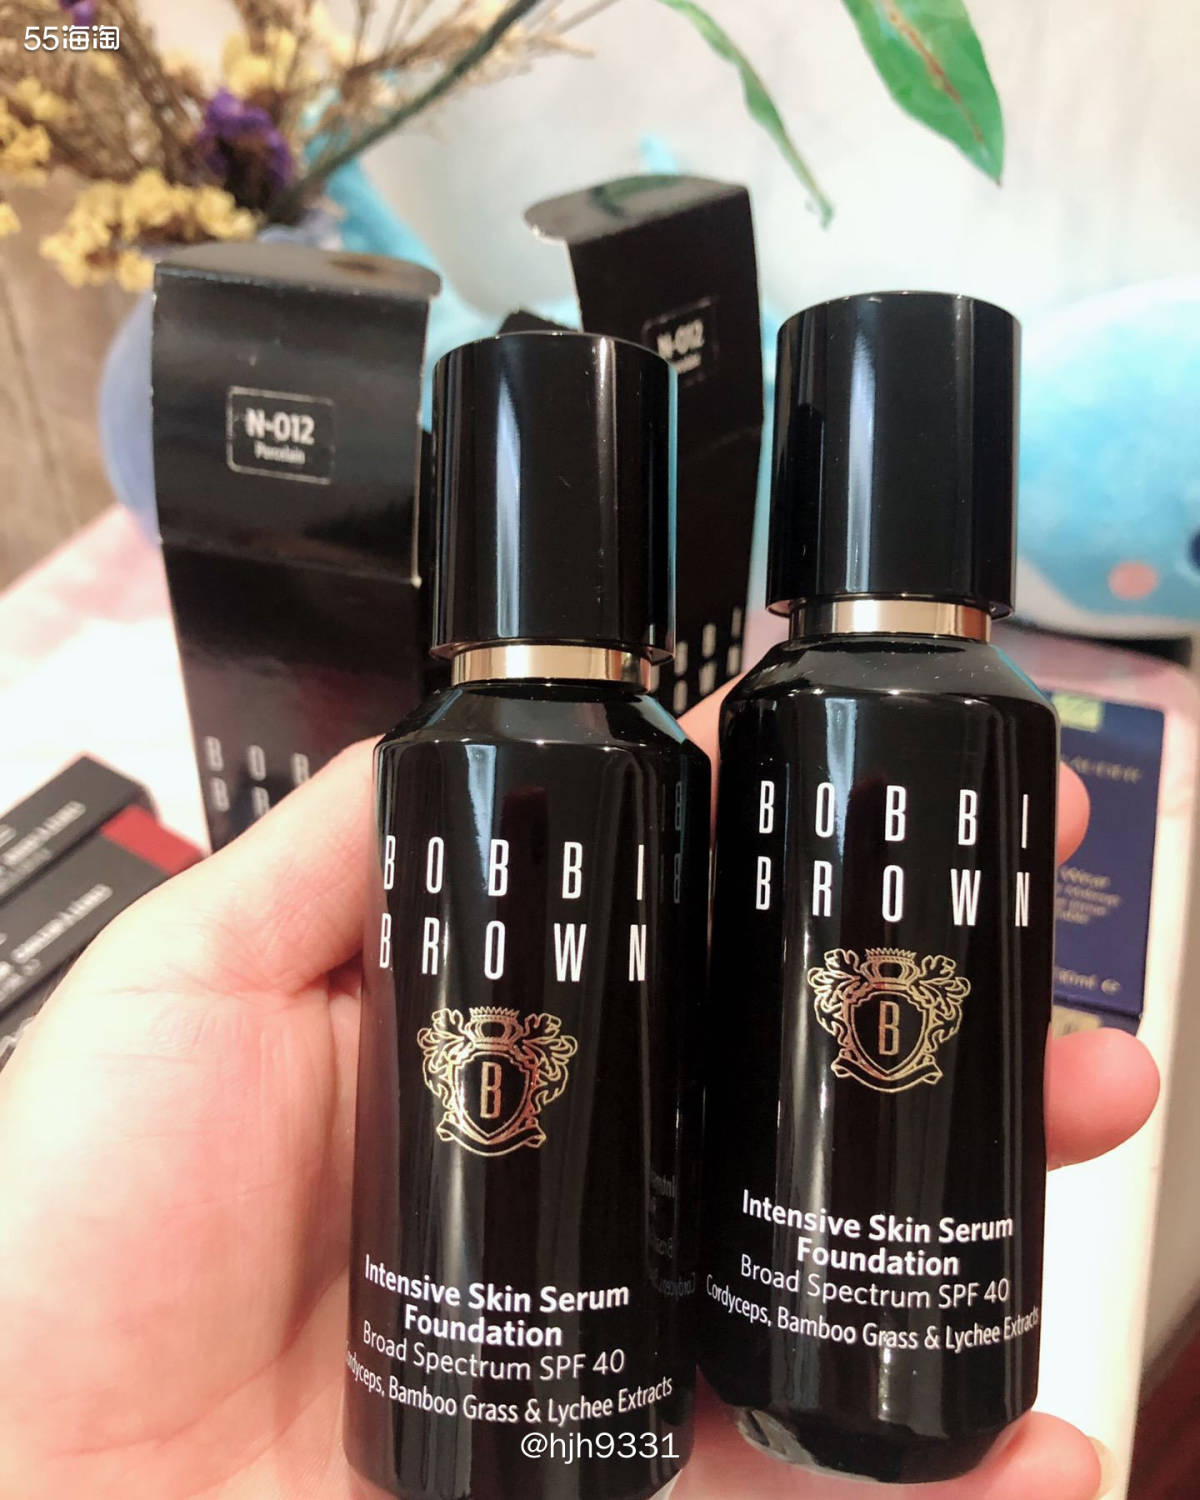 55海淘
N-012
Porcelain
N-012
BOBBI
BROWN
Intensive Skin Serum
Foundation
Broad Spectrum SPF 40
Cordyceps, Bamboo Grass & Lychee Extracts
BOBBI
BROWN
B
Intensive Skin Serum
Foundation
Broad Spectrum SPF 40
Bamboo Grass & Lychee Extracts
B
@hjh9331